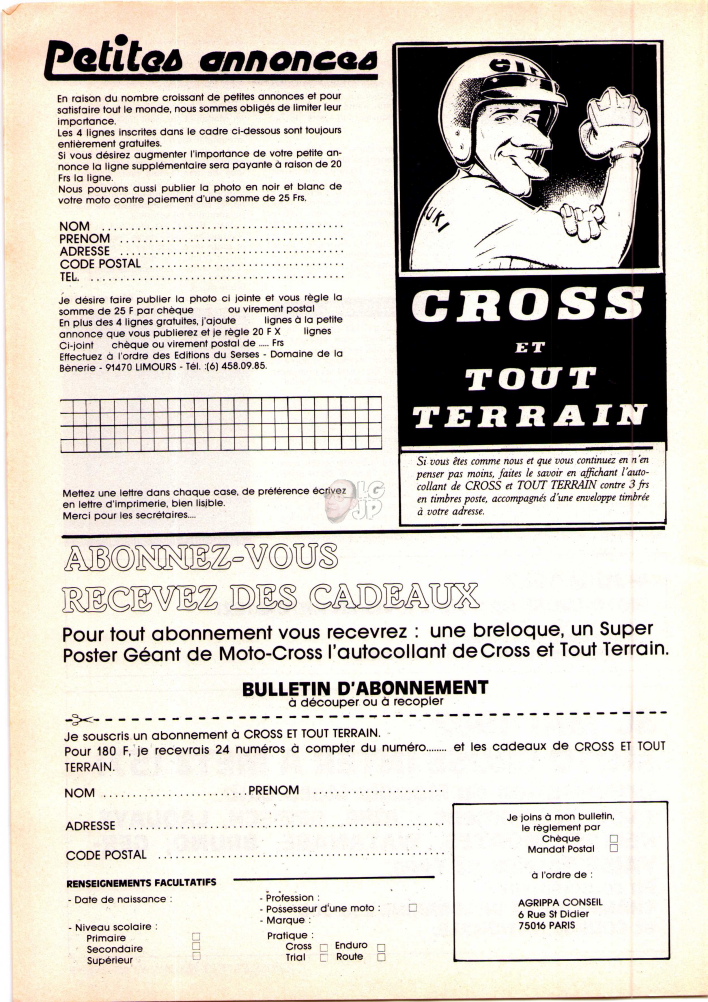 Petites annonces
En raison du nombre croissant de petites annonces et pour
satisfaire tout le monde, nous sommes obligés de limiter leur
importance.
Les 4 lignes inscrites dans le cadre ci-dessous sont toujours
entièrement gratuites.
Si vous désirez augmenter l'importance de votre petite an-
nonce la ligne supplémentaire sera payante à raison de 20
Frs la ligne.
Nous pouvons aussi publier la photo en noir et blanc de
votre moto contre paiement d'une somme de 25 Frs.
NOM ........................................
PRENOM ........................................
ADRESSE ........................................
CODE POSTAL ........................................
TEL. ........................................
Je désire faire publier la photo ci jointe et vous règle la
somme de 25 F par chèque ou virement postal
En plus des 4 lignes gratuites, j'ajoute lignes à la petite
annonce que vous publierez et je règle 20 F X lignes
Ci-joint chèque ou virement postal de ..... Frs
Effectuez à l'ordre des Editions du Serses - Domaine de la
Bénerie - 91470 LIMOURS - Tél. :(6) 458.09.85.
Mettez une lettre dans chaque case, de préférence écrivez
en lettre d'imprimerie, bien lisible.
Merci pour les secrétaires....
LG
JP
UKI
CROSS
ET
TOUT
TERRAIN
Si vous êtes comme nous et que vous continuez en n'en
penser pas moins, faites le savoir en affichant l'auto-
collant de CROSS et TOUT TERRAIN contre 3 frs
en timbres poste, accompagnés d'une enveloppe timbrée
à votre adresse.
ABONNEZ-VOUS
RECEVEZ DES CADEAUX
Pour tout abonnement vous recevrez : une breloque, un Super
Poster Géant de Moto-Cross l'autocollant de Cross et Tout Terrain.
BULLETIN D'ABONNEMENT
à découper ou à recopier
Je souscris un abonnement à CROSS ET TOUT TERRAIN.
Pour 180 F, je recevrais 24 numéros à compter du numéro........ et les cadeaux de CROSS ET TOUT
TERRAIN.
NOM ........................ PRENOM ......................
ADRESSE ................................................
CODE POSTAL ................................................
Je joins à mon bulletin,
le règlement par
Chèque □
Mandat Postal □
à l'ordre de :
AGRIPPA CONSEIL
6 Rue St Didier
75016 PARIS
RENSEIGNEMENTS FACULTATIFS
- Date de naissance :
- Niveau scolaire :
Primaire □
Secondaire □
Supérieur □
- Profession :
- Possesseur d'une moto : □
- Marque :
Pratique :
Cross □ Enduro □
Trial □ Route □